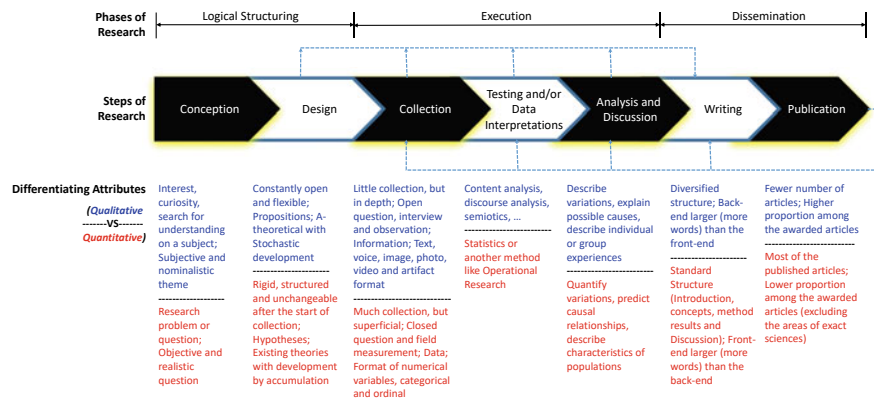 Phases of
Research
Logical Structuring
Execution
Dissemination
Steps of
Research
Conception
Design
Collection
Testing and/or
Data
Interpretations
Analysis and
Discussion
Writing
Publication
Differentiating Attributes
(Qualitative
-------VS-------
Quantitative)
Interest,
curiosity,
search for
understanding
on a subject;
Subjective and
nominalistic
theme
Research
problem or
question;
Objective and
realistic
question
Constantly open
and flexible;
Propositions; A-
theoretical with
Stochastic
development
Rigid, structured
and unchangeable
after the start of
collection;
Hypotheses;
Existing theories
with development
by accumulation
Little collection, but
in depth; Open
question, interview
and observation;
Information; Text,
voice, image, photo,
video and artifact
format
Much collection, but
superficial; Closed
question and field
measurement; Data;
Format of numerical
variables, categorical
and ordinal
Content analysis,
discourse analysis,
semiotics, ...
Statistics or
another method
like Operational
Research
Describe
variations, explain
possible causes,
describe individual
or group
experiences
Quantify
variations, predict
causal
relationships,
describe
characteristics of
populations
Diversified
structure; Back-
end larger (more
words) than the
front-end
Standard
Structure
(Introduction,
concepts, method
results and
Discussion); Front-
end larger (more
words) than the
back-end
Fewer number of
articles; Higher
proportion among
the awarded articles
Most of the
published articles;
Lower proportion
among the awarded
articles (excluding
the areas of exact
sciences)